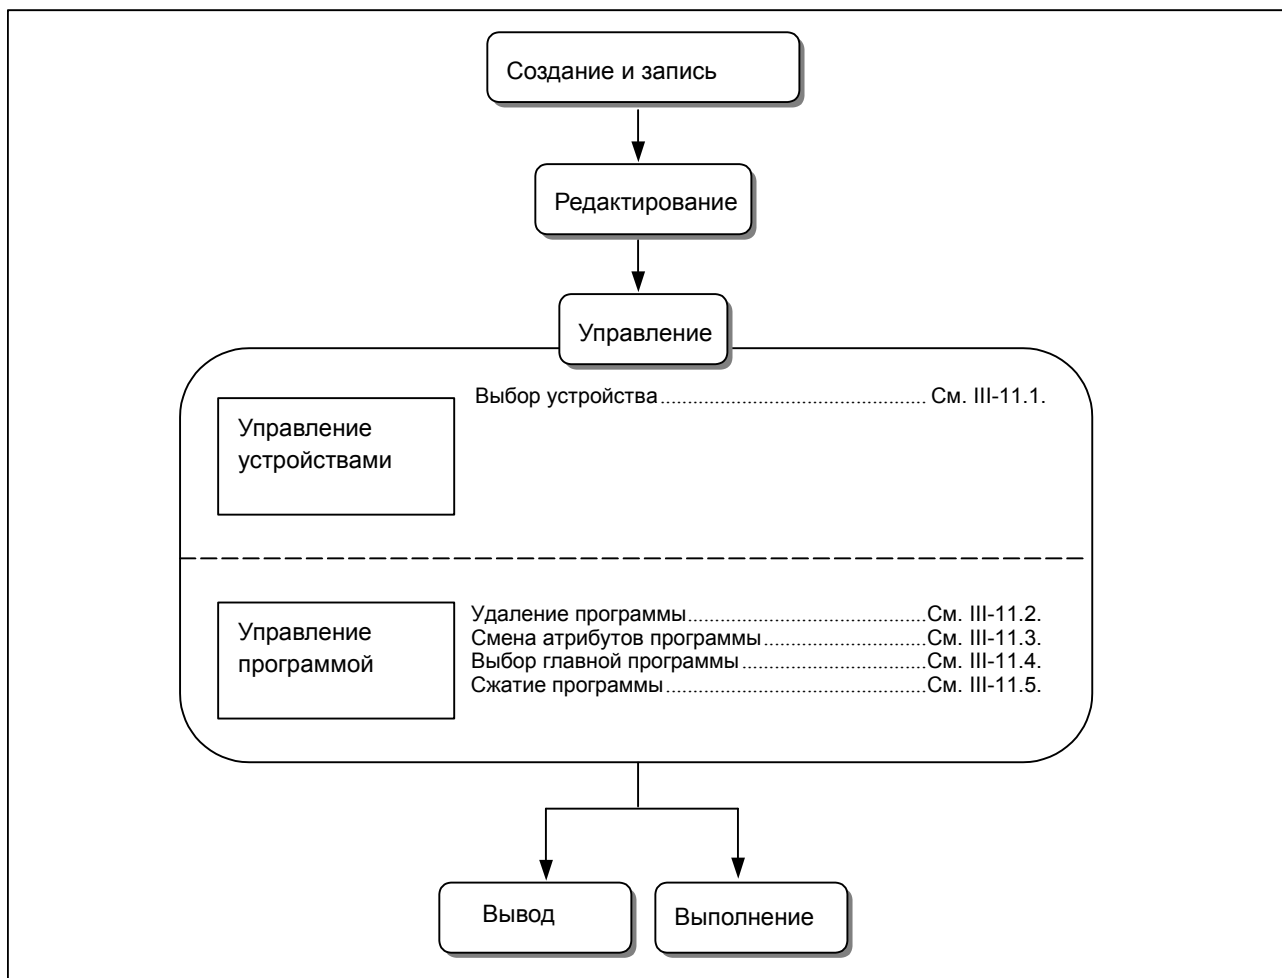 Создание и запись
Редактирование
Управление
Выбор устройства................................................ См. III-11.1.
Управление
устройствами
Удаление программы...........................................См. III-11.2.
Смена атрибутов программы..............................См. III-11.3.
Выбор главной программы..................................См. III-11.4.
Сжатие программы...............................................См. III-11.5.
Управление
программой
Вывод
Выполнение